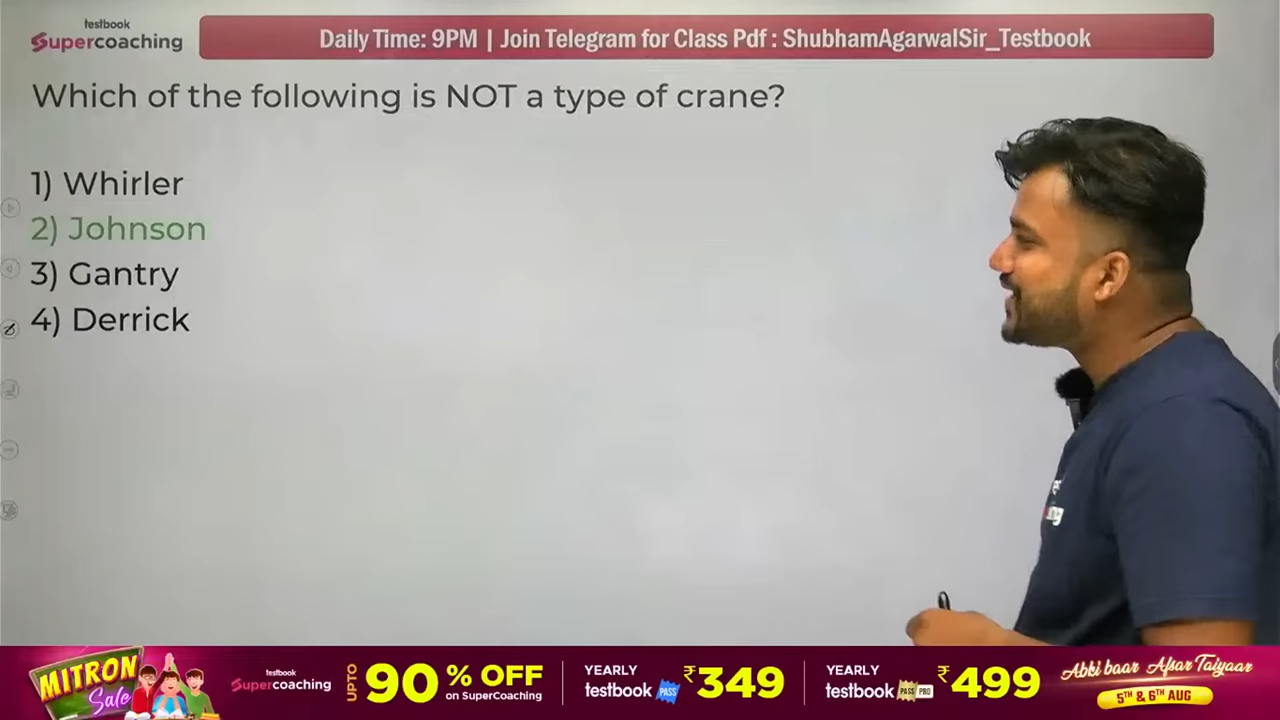 testbook
Supercoaching
Daily Time: 9PM | Join Telegram for Class Pdf : ShubhamAgarwalSir_Testbook
Which of the following is NOT a type of crane?
1) Whirler
2) Johnson
3) Gantry
4) Derrick
MITRON
Sale
testbook
Supercoaching
UPTO 90 % OFF
on SuperCoaching
YEARLY
testbook PASS
₹349
YEARLY
testbook PASS PRO
₹499
Abki baar Afsar Taiyaar
5TH & 6TH AUG